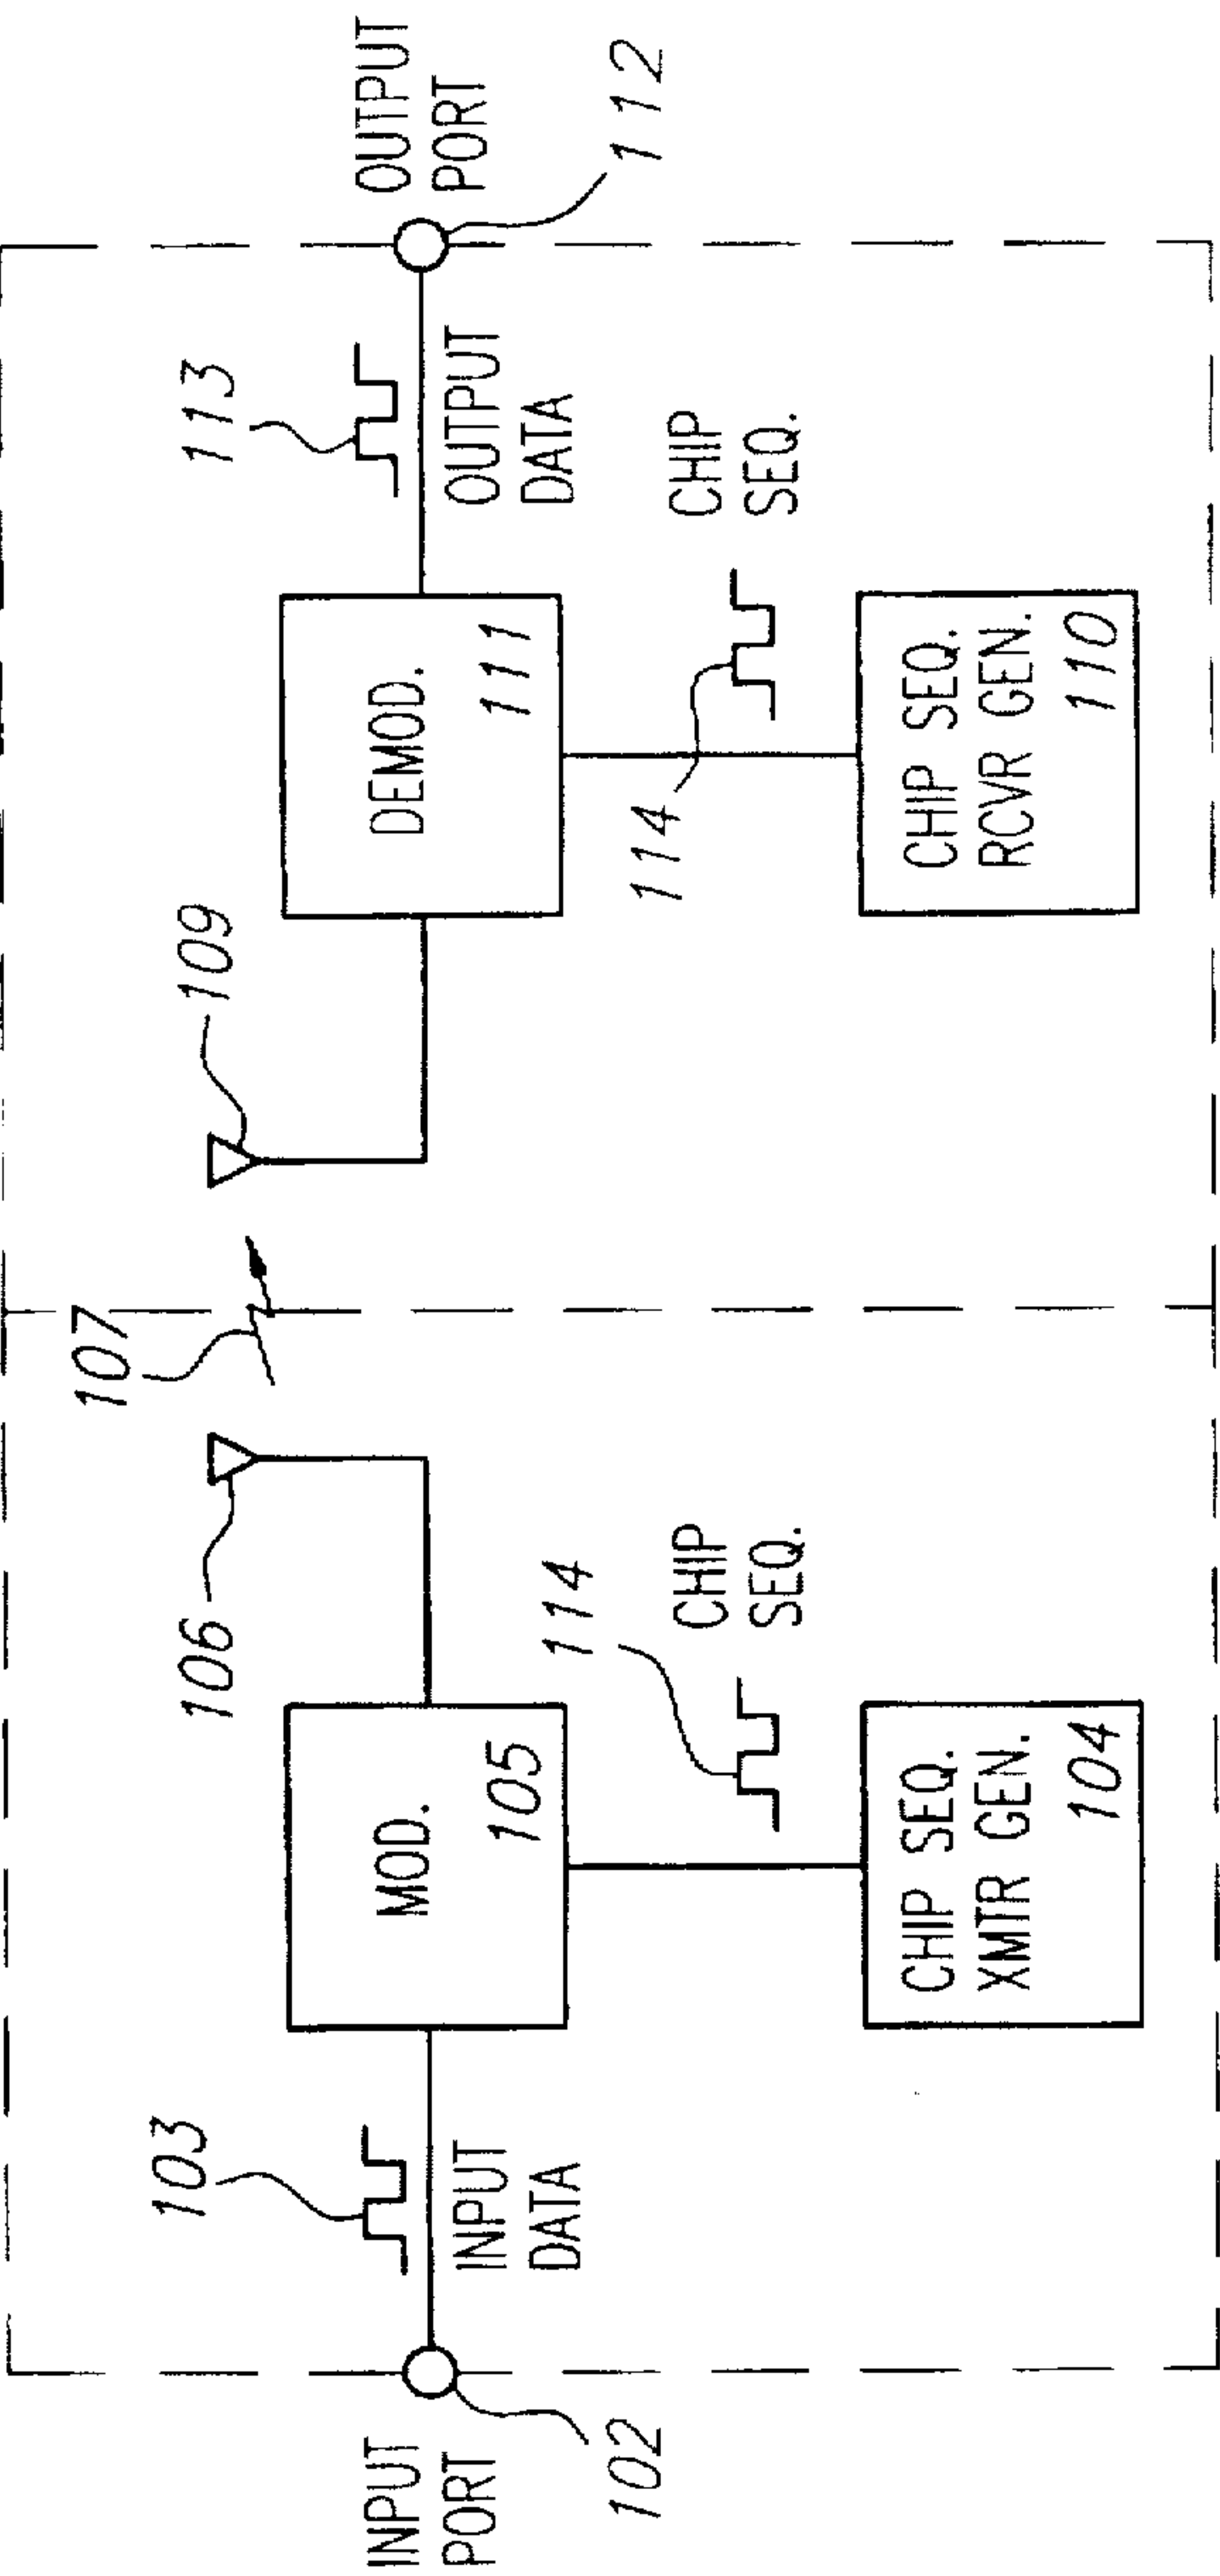 INPUT
PORT
102
103
INPUT
DATA
MOD.
105
CHIP SEQ.
XMTR GEN.
104
114
CHIP
SEQ.
106
107
109
DEMOD.
111
CHIP SEQ.
RCVR GEN.
110
114
CHIP
SEQ.
113
OUTPUT
DATA
OUTPUT
PORT
112